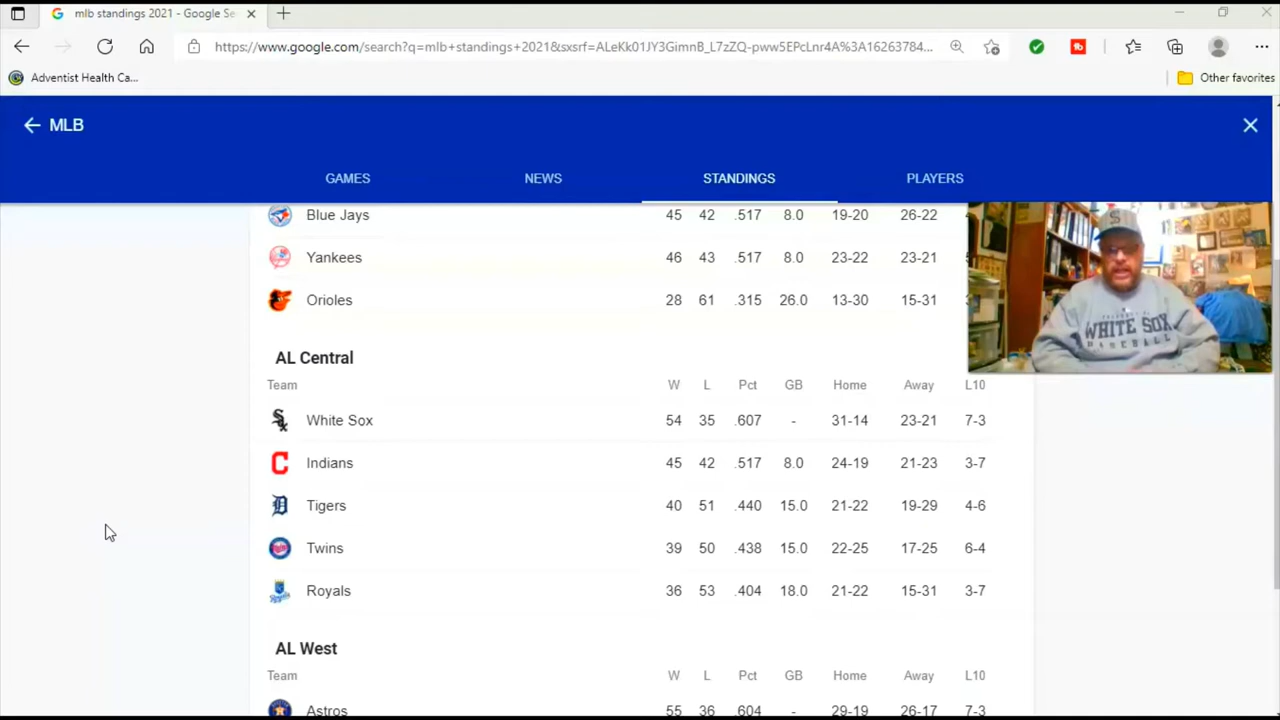 mlb standings 2021 - Google Se
https://www.google.com/search?q=mlb+standings+2021&sxsrf=ALeKk01JY3GimnB_L7zZQ-pww5EPcLnr4A%3A16263784...
Adventist Health Ca...
Other favorites
MLB
GAMES NEWS STANDINGS PLAYERS
Blue Jays 45 42 .517 8.0 19-20 26-22
Yankees 46 43 .517 8.0 23-22 23-21
Orioles 28 61 .315 26.0 13-30 15-31
WHITE SOX
BASEBALL
AL Central
Team W L Pct GB Home Away L10
White Sox 54 35 .607 - 31-14 23-21 7-3
Indians 45 42 .517 8.0 24-19 21-23 3-7
Tigers 40 51 .440 15.0 21-22 19-29 4-6
Twins 39 50 .438 15.0 22-25 17-25 6-4
Royals 36 53 .404 18.0 21-22 15-31 3-7
AL West
Team W L Pct GB Home Away L10
Astros 55 36 .604 - 29-19 26-17 7-3